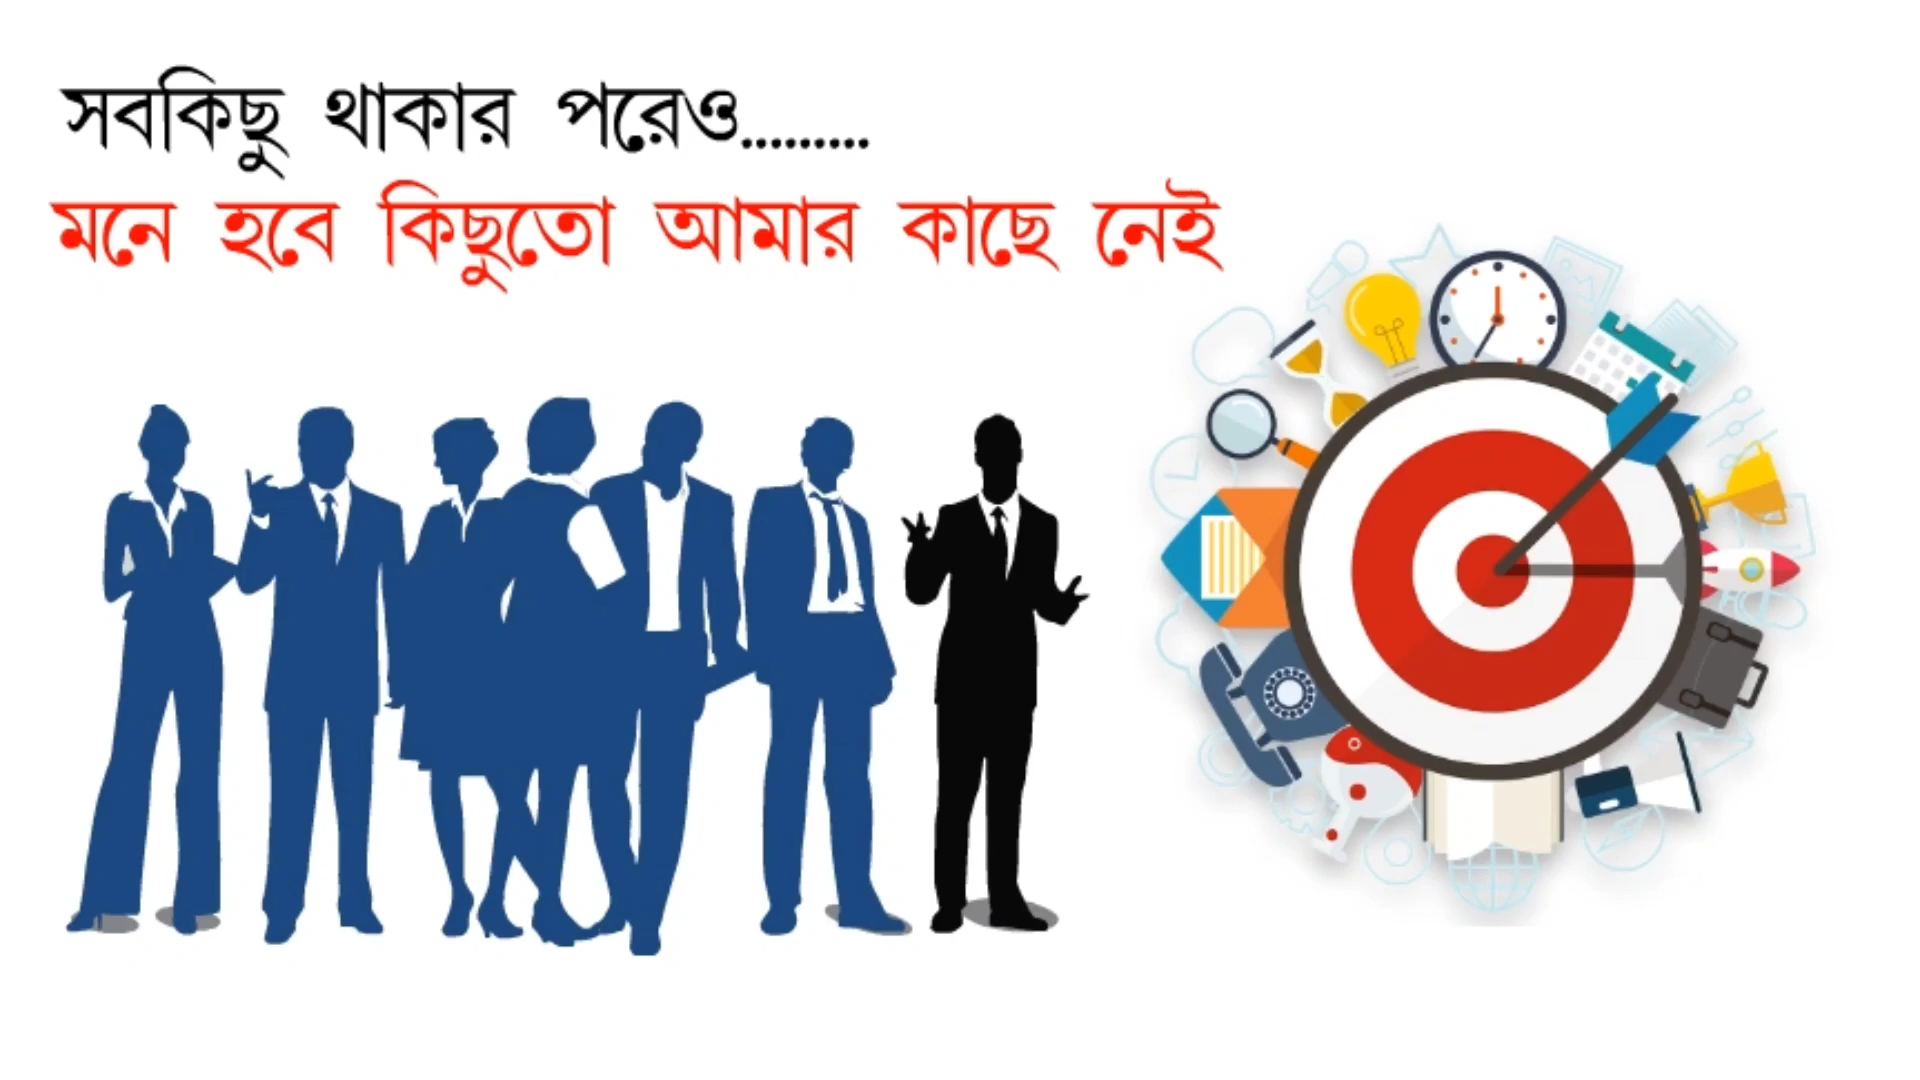 সবকিছু থাকার পরেও.........
মনে হবে কিছুতো আমার কাছে নেই